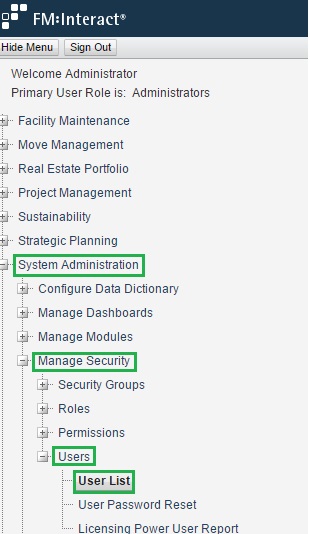 FM:Interact®
Hide Menu Sign Out
Welcome Administrator
Primary User Role is: Administrators
Facility Maintenance
Move Management
Real Estate Portfolio
Project Management
Sustainability
Strategic Planning
System Administration
Configure Data Dictionary
Manage Dashboards
Manage Modules
Manage Security
Security Groups
Roles
Permissions
Users
User List
User Password Reset
Licensing Power User Report